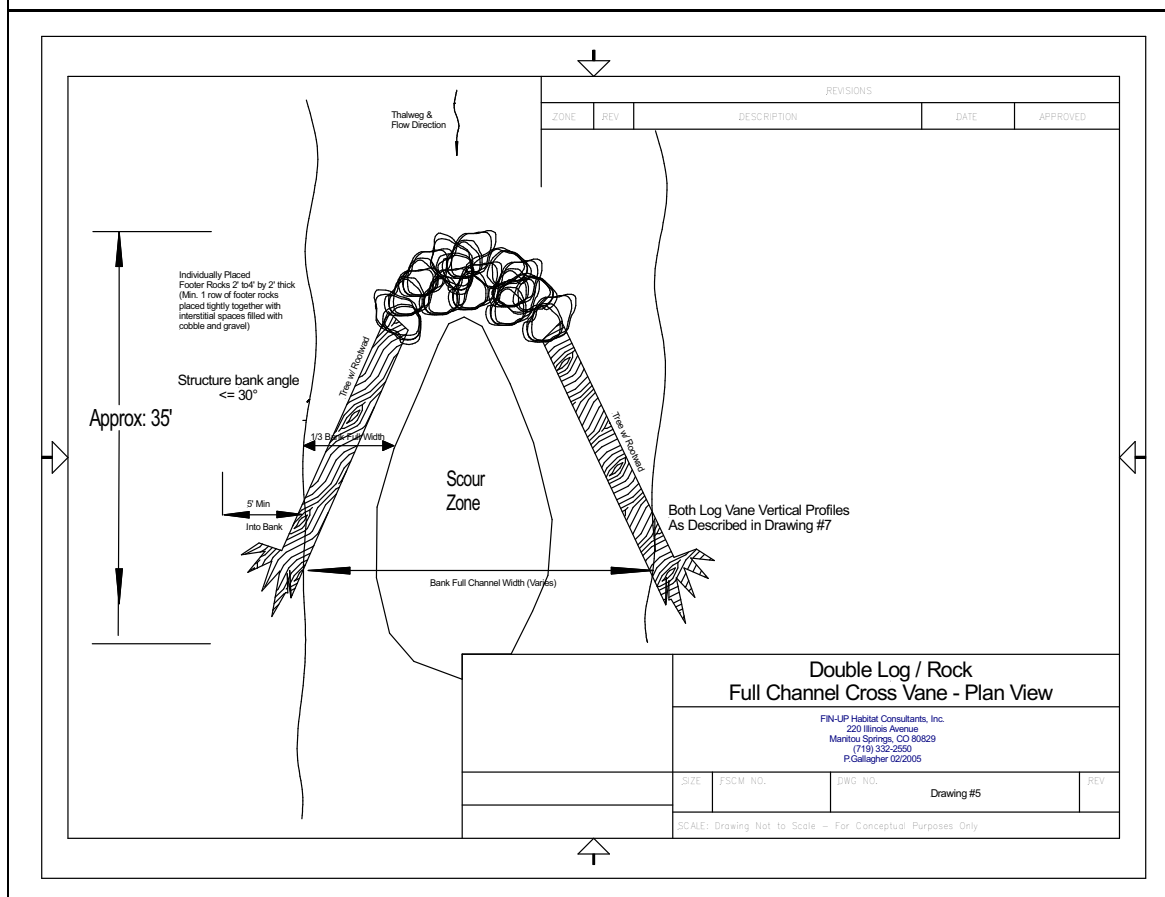 REVISIONS
ZONE REV DESCRIPTION DATE APPROVED
Thalweg &
Flow Direction
Individually Placed
Footer Rocks 2' to4' by 2' thick
(Min. 1 row of footer rocks
placed tightly together with
interstitial spaces filled with
cobble and gravel)
Structure bank angle
<= 30°
Approx: 35'
Tree w/ Rootwad
1/3 Bank Full Width
Tree w/ Rootwad
Scour
Zone
5' Min
Into Bank
Both Log Vane Vertical Profiles
As Described in Drawing #7
Bank Full Channel Width (Varies)
Double Log / Rock
Full Channel Cross Vane - Plan View
FIN-UP Habitat Consultants, Inc.
220 Illinois Avenue
Manitou Springs, CO 80829
(719) 332-2550
P.Gallagher 02/2005
SIZE FSCM NO. DWG NO. REV
Drawing #5
SCALE: Drawing Not to Scale - For Conceptual Purposes Only